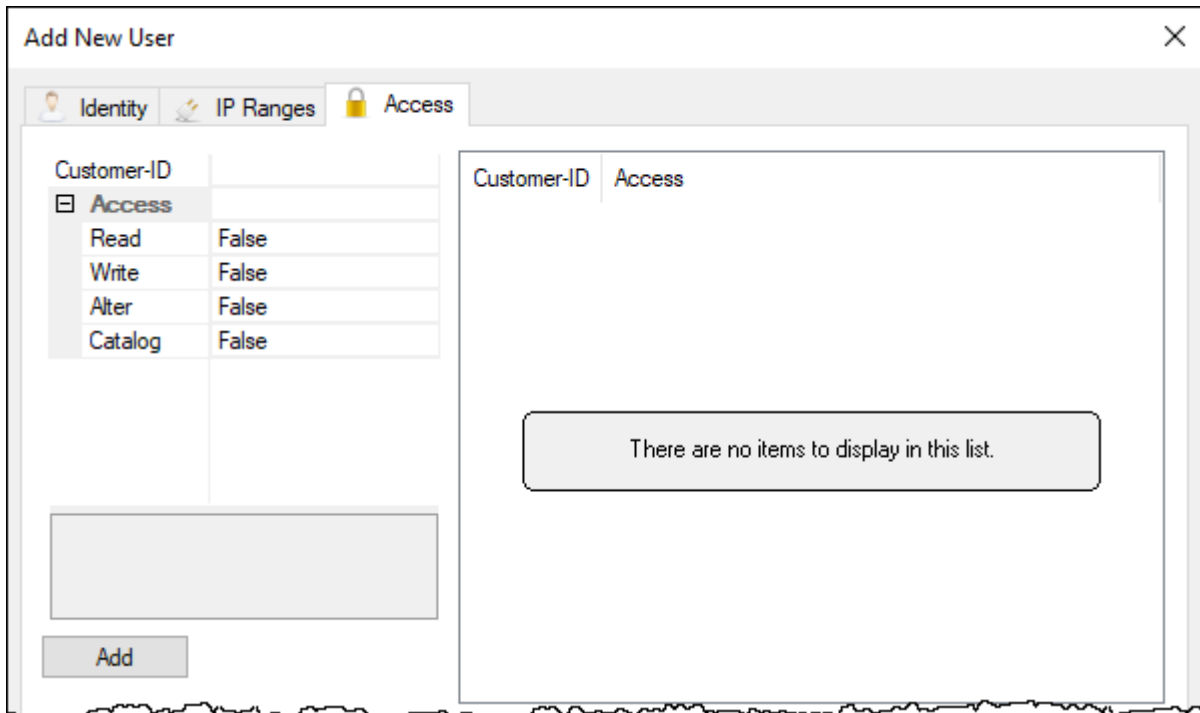 Add New User
Identity IP Ranges Access
Customer-ID
Access
Read False
Write False
Alter False
Catalog False
Add
Customer-ID Access
There are no items to display in this list.